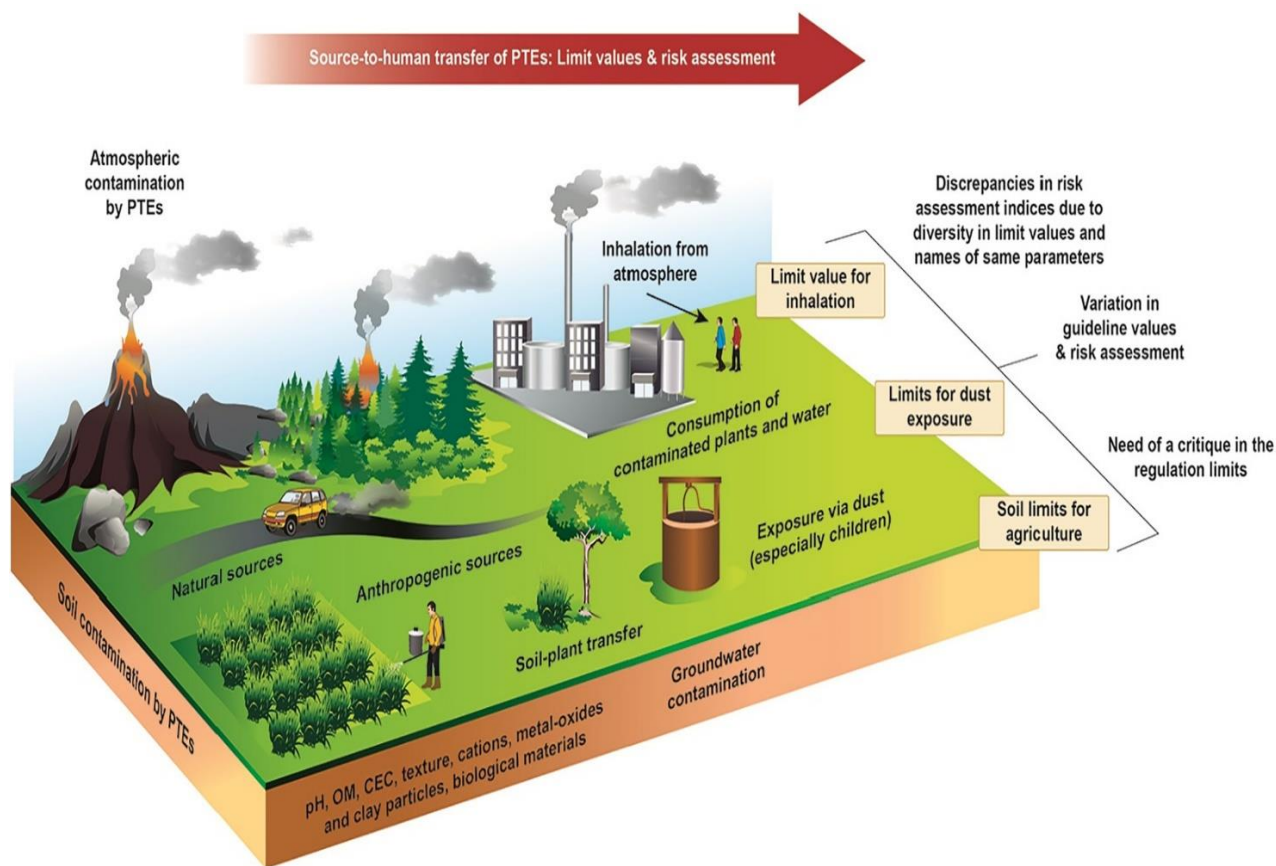 Source-to-human transfer of PTEs: Limit values & risk assessment
Atmospheric
contamination
by PTEs
Discrepancies in risk
assessment indices due to
diversity in limit values and
names of same parameters
Inhalation from
atmosphere
Limit value for
inhalation
Variation in
guideline values
& risk assessment
Consumption of
contaminated plants and water
Limits for dust
exposure
Need of a critique in the
regulation limits
Exposure via dust
(especially children)
Soil limits for
agriculture
Natural sources
Anthropogenic sources
Soil-plant transfer
Groundwater
contamination
Soil contamination by PTEs
pH, OM, CEC, texture, cations, metal-oxides
and clay particles, biological materials